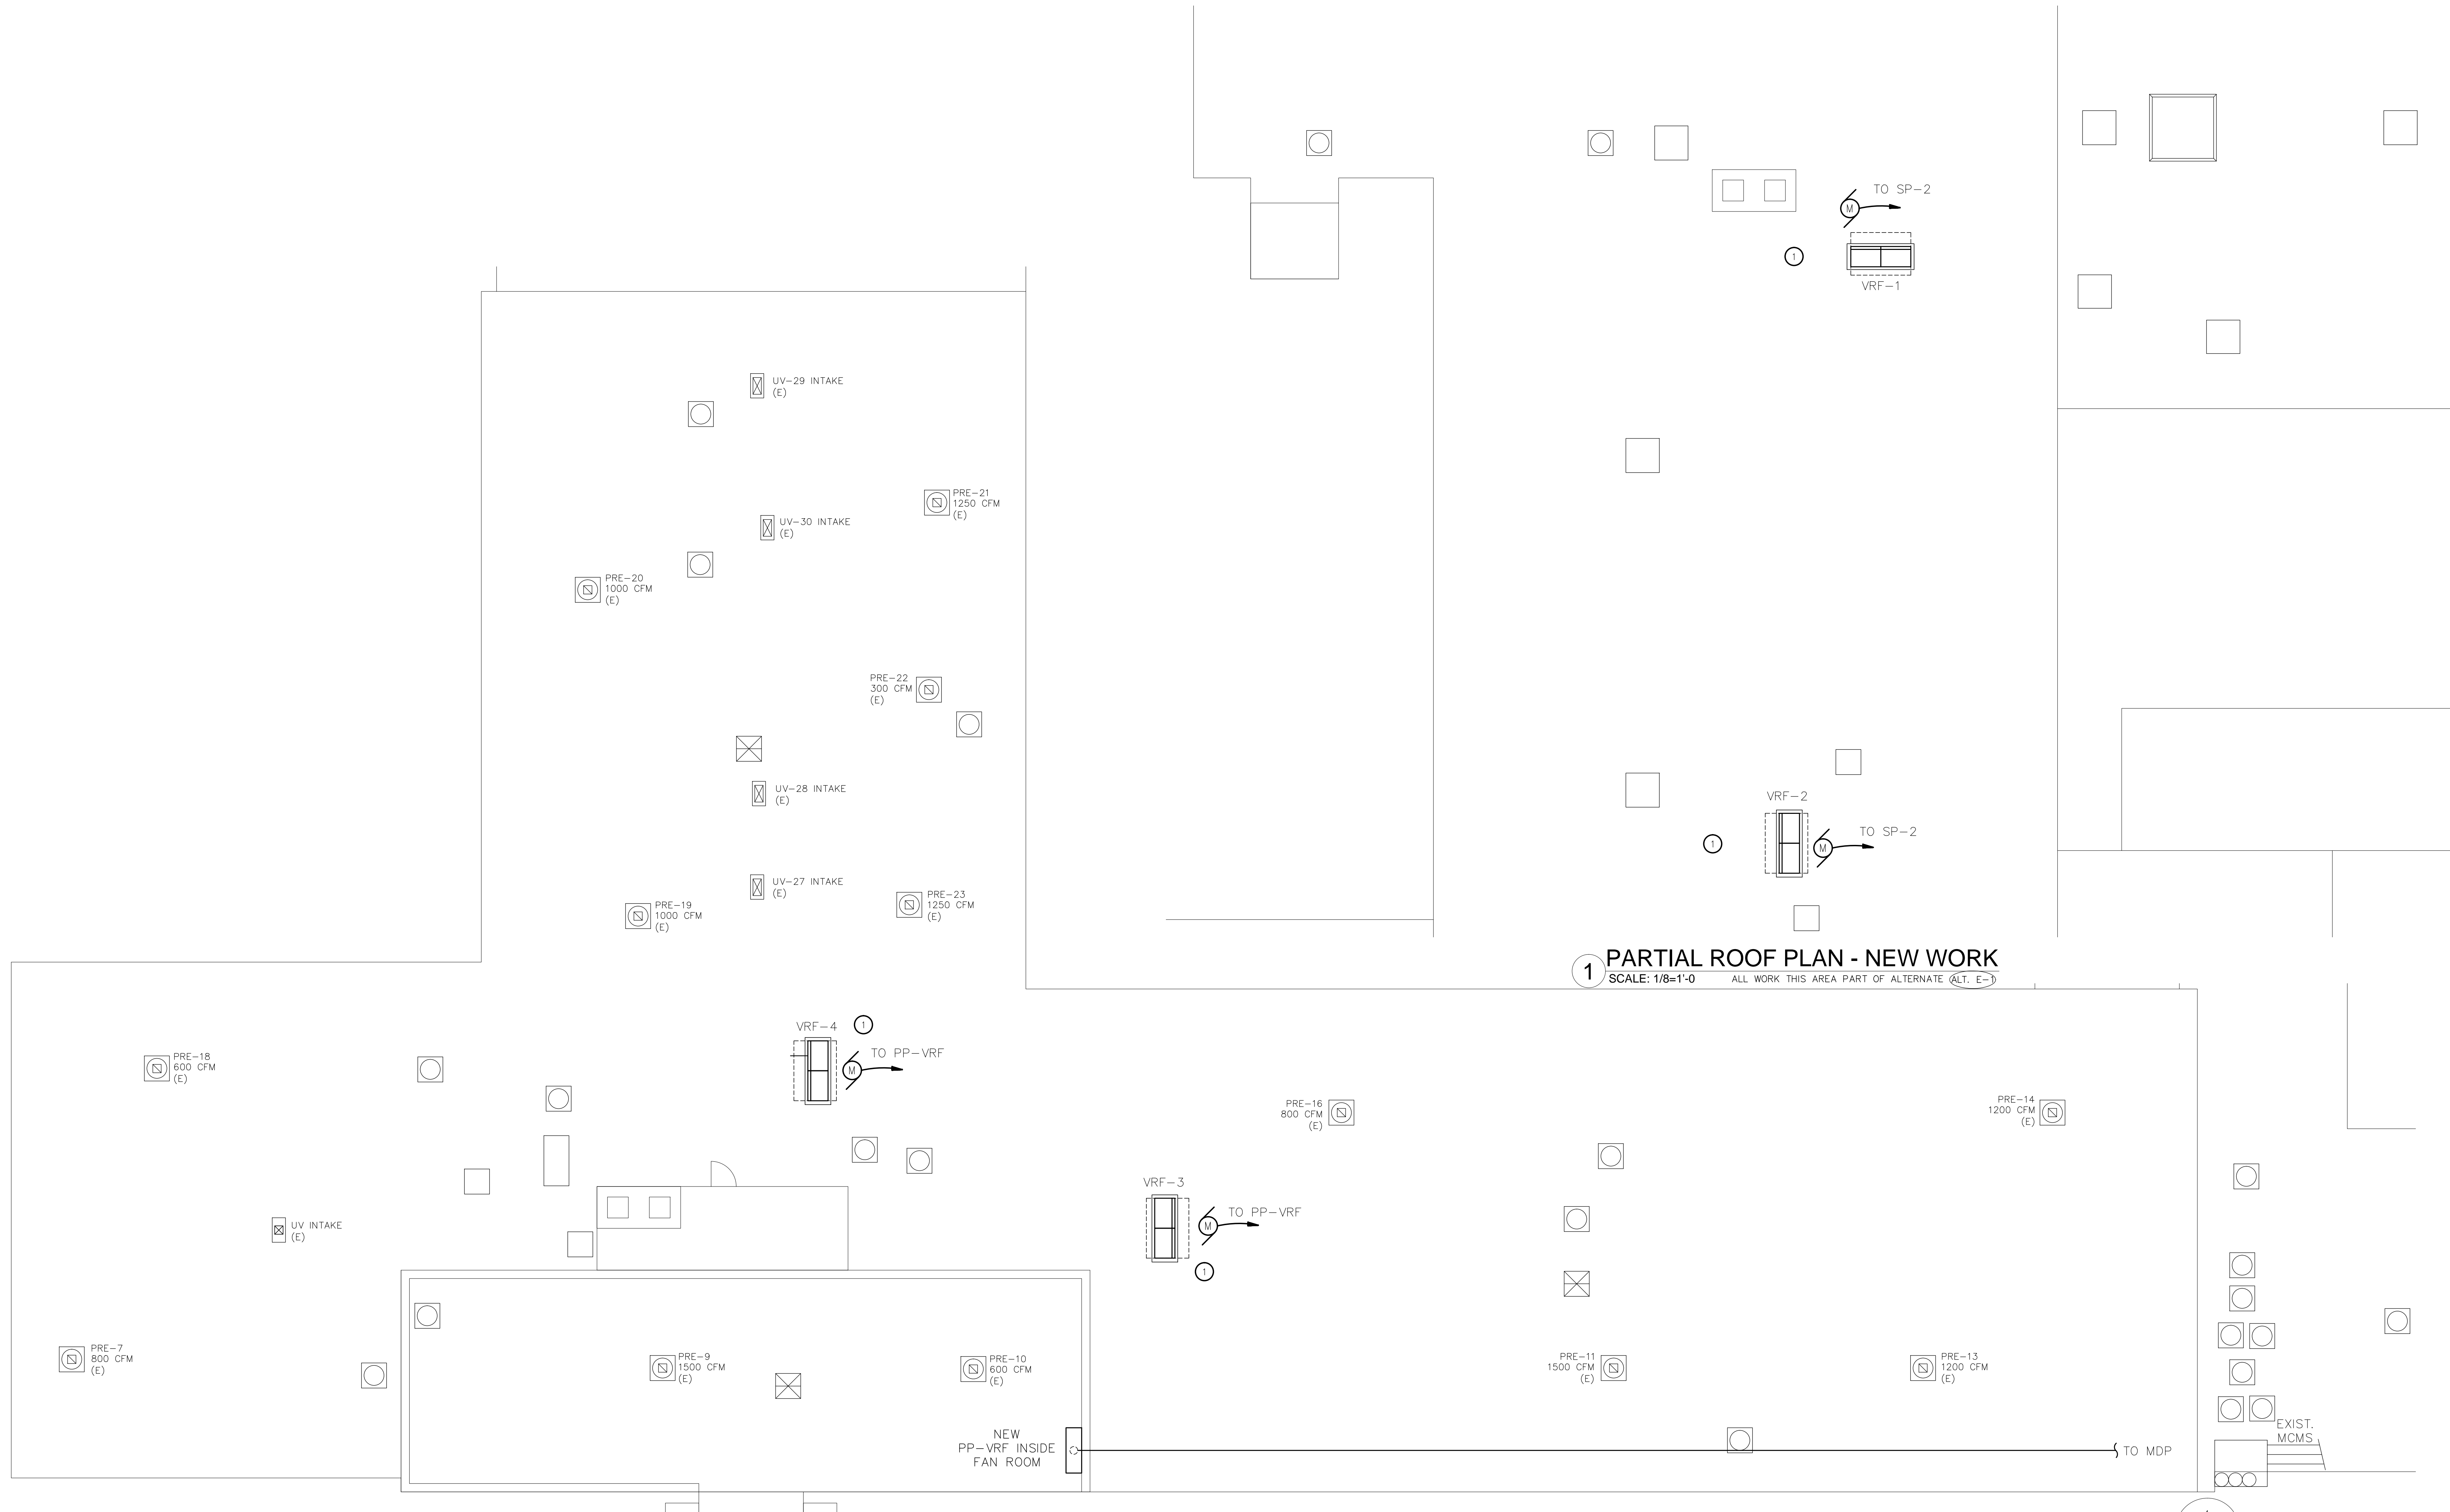 TO SP-2
M
1
VRF-1
UV-29 INTAKE
(E)
PRE-21
1250 CFM
(E)
UV-30 INTAKE
(E)
PRE-20
1000 CFM
(E)
PRE-22
300 CFM
(E)
UV-28 INTAKE
(E)
VRF-2
TO SP-2
M
1
UV-27 INTAKE
(E)
PRE-23
1250 CFM
(E)
PRE-19
1000 CFM
(E)
1
PARTIAL ROOF PLAN - NEW WORK
SCALE: 1/8=1'-0 ALL WORK THIS AREA PART OF ALTERNATE ALT. E-1
VRF-4
1
TO PP-VRF
M
PRE-18
600 CFM
(E)
PRE-16
800 CFM
(E)
PRE-14
1200 CFM
(E)
VRF-3
TO PP-VRF
M
1
UV INTAKE
(E)
PRE-7
800 CFM
(E)
PRE-9
1500 CFM
(E)
PRE-10
600 CFM
(E)
PRE-11
1500 CFM
(E)
PRE-13
1200 CFM
(E)
NEW
PP-VRF INSIDE
FAN ROOM
TO MDP
EXIST.
MCMS